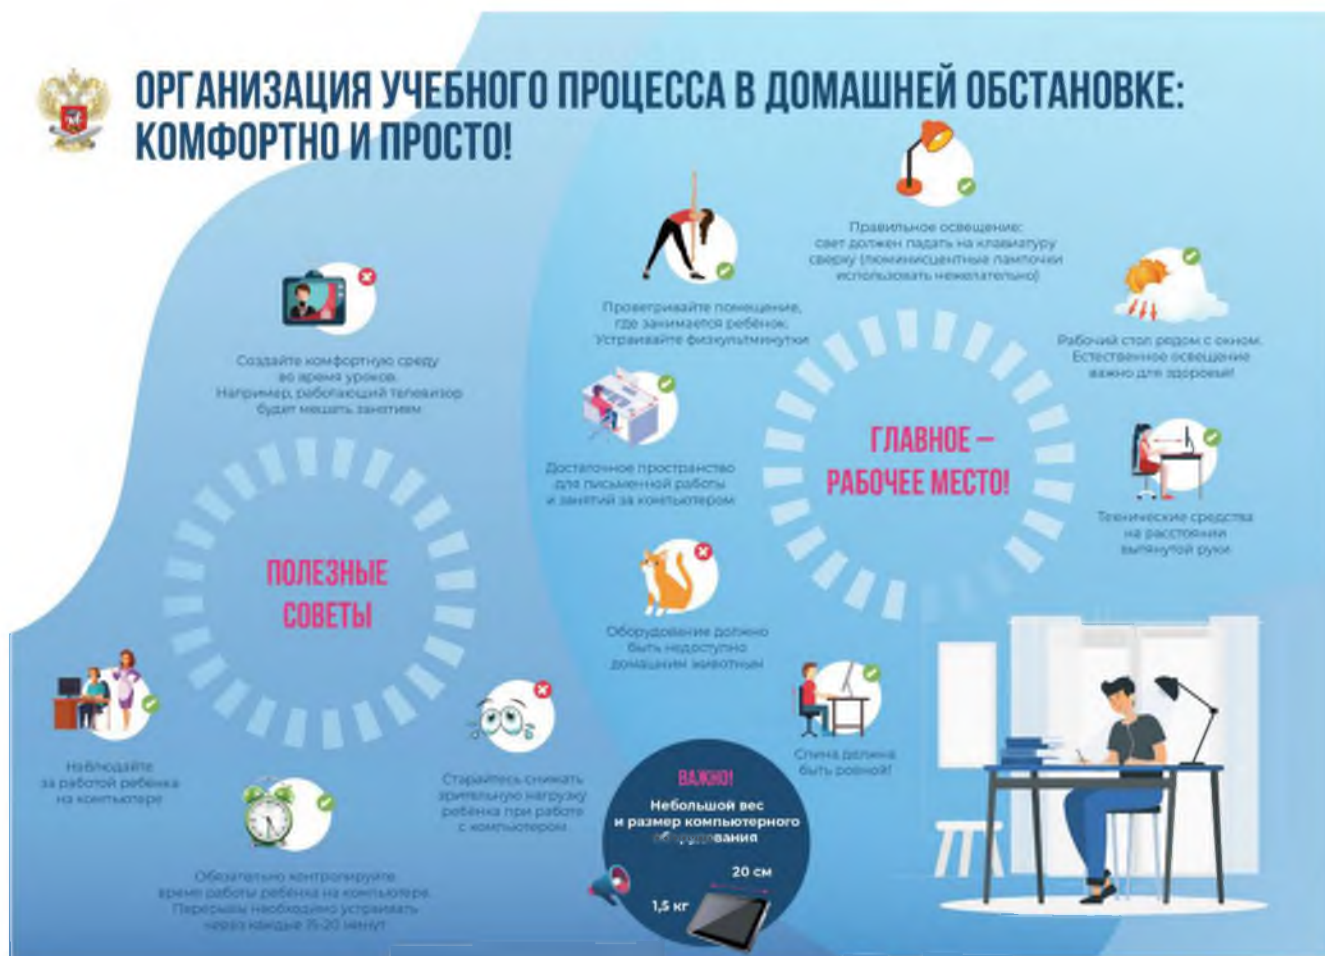 ОРГАНИЗАЦИЯ УЧЕБНОГО ПРОЦЕССА В ДОМАШНЕЙ ОБСТАНОВКЕ:
КОМФОРТНО И ПРОСТО!
Правильное освещение:
свет должен падать на клавиатуру
сверху (люминисцентные лампочки
использовать нежелательно)
Проветривайте помещение,
где занимается ребёнок.
Устраивайте физкультминутки
Рабочий стол рядом с окном.
Естественное освещение
важно для здоровья!
Создайте комфортную среду
во время уроков.
Например, работающий телевизор
будет мешать занятиям
Достаточное пространство
для письменной работы
и занятий за компьютером
ГЛАВНОЕ –
РАБОЧЕЕ МЕСТО!
Технические средства
на расстоянии
вытянутой руки
ПОЛЕЗНЫЕ
СОВЕТЫ
Оборудование должно
быть недоступно
домашним животным
Спина должна
быть ровной!
Наблюдайте
за работой ребёнка
на компьютере
Старайтесь снижать
зрительную нагрузку
ребёнка при работе
с компьютером
Обязательно контролируйте
время работы ребёнка на компьютере.
Перерывы необходимо устраивать
через каждые 15-20 минут
ВАЖНО!
Небольшой вес
и размер компьютерного
оборудования
20 см
1,5 кг